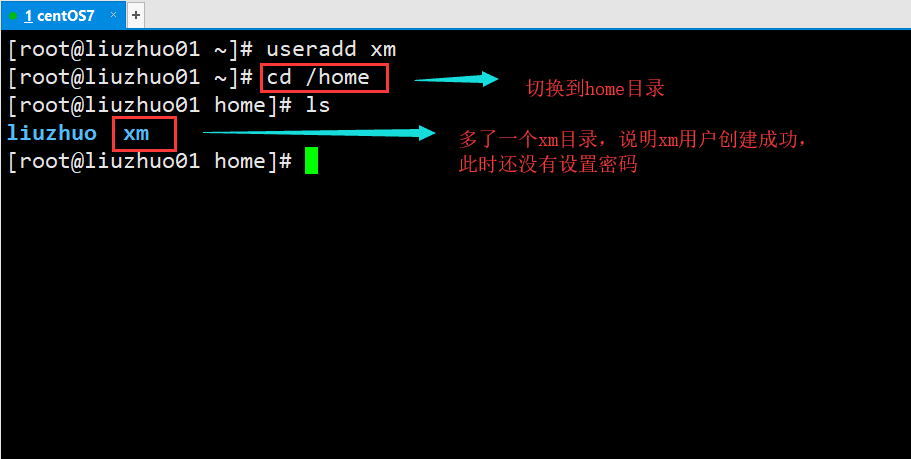 1 centOS7 × +
[root@liuzhuo01 ~]# useradd xm
[root@liuzhuo01 ~]# cd /home
切换到home目录
[root@liuzhuo01 home]# ls
liuzhuo xm
多了一个xm目录，说明xm用户创建成功，
此时还没有设置密码
[root@liuzhuo01 home]#